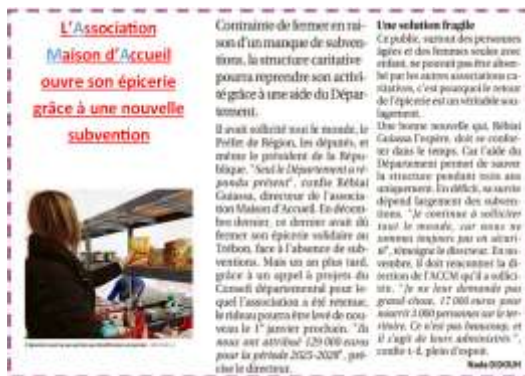 L'Association
Maison d'Accueil
ouvre son épicerie
grâce à une nouvelle
subvention
Contrainte de fermer en rai-
son d'un manque de subven-
tions, la structure caritative
pourra reprendre son activi-
té grâce à une aide du Dépar-
tement.
Il avait sollicité tout le monde, le
Préfet de Région, les députés, et
même le président de la Répu-
blique. "Seul le Département a ré-
pondu présent", confie Rébiai
Guiassa, directeur de l'associa-
tion Maison d'Accueil. En décem-
bre dernier, ce dernier avait dû
fermer son épicerie solidaire au
Trébon, face à l'absence de sub-
ventions. Mais un an plus tard,
grâce à un appel à projets du
Conseil départemental pour le-
quel l'association a été retenue,
le rideau pourra être levé de nou-
veau le 1er janvier prochain. "Ils
nous ont attribué 129 000 euros
pour la période 2025-2028", pré-
cise le directeur.
Une solution fragile
Ce public, surtout des personnes
âgées et des femmes seules avec
enfant, ne pouvait pas être absor-
bé par les autres associations ca-
ritatives, c'est pourquoi le retour
de l'épicerie est un véritable sou-
lagement.
Une bonne nouvelle qui, Rébiai
Guiassa l'espère, doit se confor-
ter dans le temps. Car l'aide du
Département permet de sauver
la structure pendant trois ans
uniquement. En déficit, sa survie
dépend largement des subven-
tions. "Je continue à solliciter
tout le monde, car nous ne
sommes toujours pas en sécuri-
té", témoigne le directeur. En no-
vembre, il doit rencontrer la di-
rection de l'ACCM qu'il a sollici-
tée. "Je ne leur demande pas
grand chose, 17 000 euros pour
nourrir 3 000 personnes sur le ter-
ritoire. Ce n'est pas beaucoup, et
il s'agit de leurs administrés",
confie-t-il, plein d'espoir.